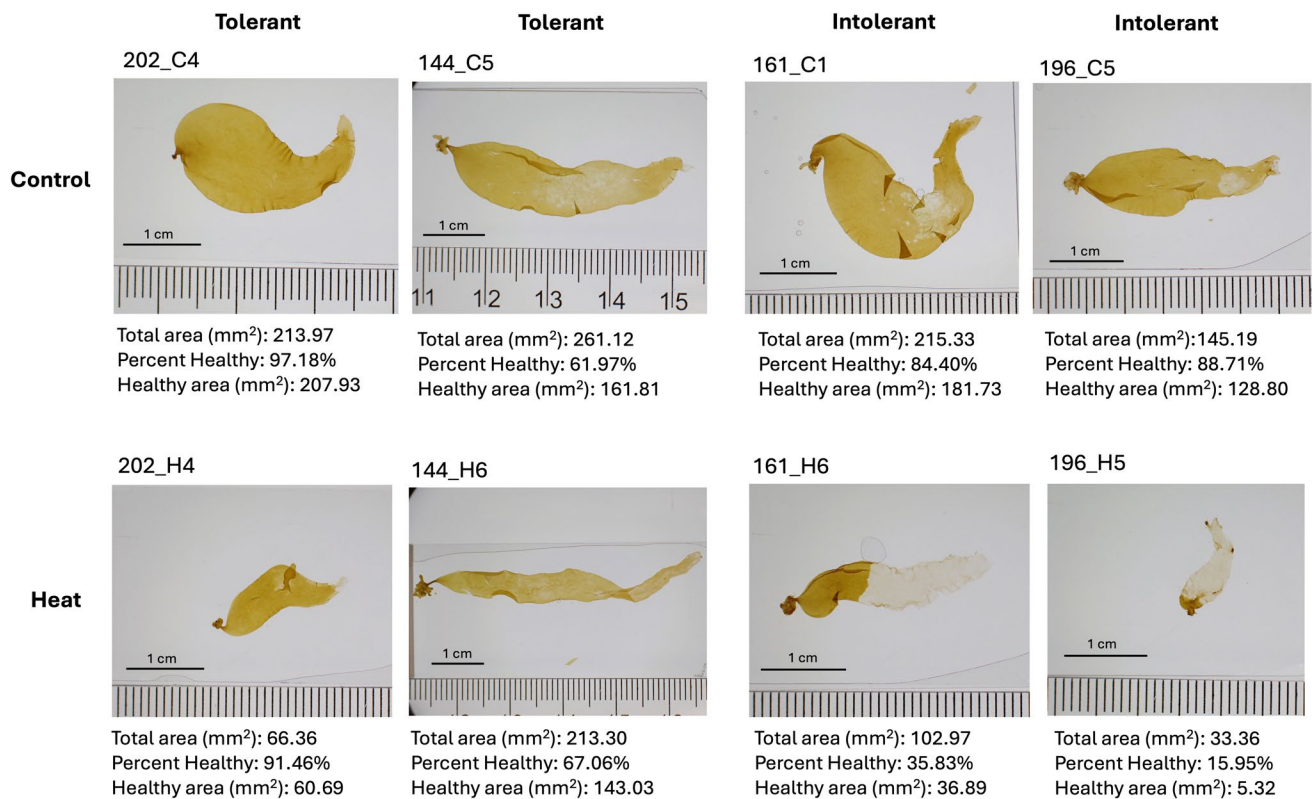 Tolerant
Tolerant
Intolerant
Intolerant
202_C4
144_C5
161_C1
196_C5
Control
1 cm
1 cm
1 cm
1 cm
11 12 13 14 15
Total area (mm²): 213.97
Percent Healthy: 97.18%
Healthy area (mm²): 207.93
Total area (mm²): 261.12
Percent Healthy: 61.97%
Healthy area (mm²): 161.81
Total area (mm²): 215.33
Percent Healthy: 84.40%
Healthy area (mm²): 181.73
Total area (mm²):145.19
Percent Healthy: 88.71%
Healthy area (mm²): 128.80
202_H4
144_H6
161_H6
196_H5
Heat
1 cm
1 cm
1 cm
1 cm
Total area (mm²): 66.36
Percent Healthy: 91.46%
Healthy area (mm²): 60.69
Total area (mm²): 213.30
Percent Healthy: 67.06%
Healthy area (mm²): 143.03
Total area (mm²): 102.97
Percent Healthy: 35.83%
Healthy area (mm²): 36.89
Total area (mm²): 33.36
Percent Healthy: 15.95%
Healthy area (mm²): 5.32